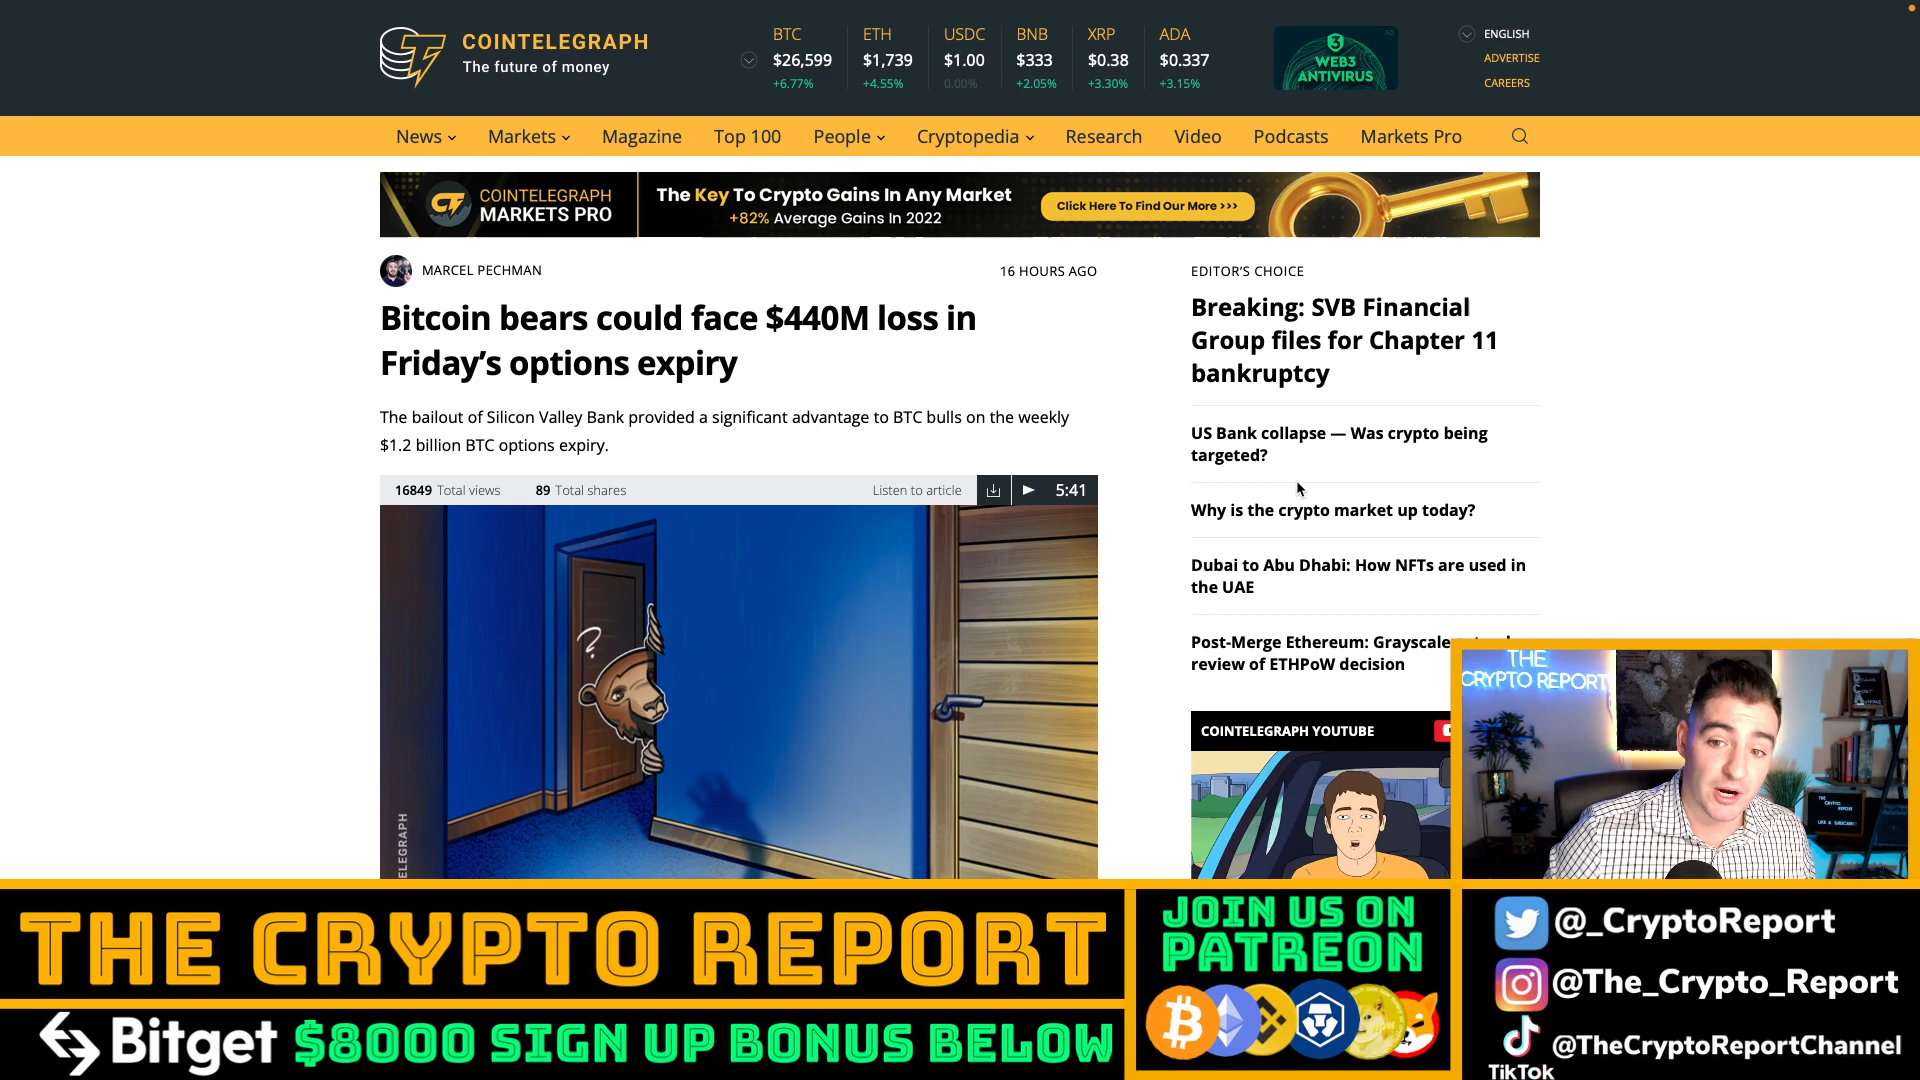 COINTELEGRAPH
The future of money
BTC
$26,599
+6.77%
ETH
$1,739
+4.55%
USDC
$1.00
0.00%
BNB
$333
+2.05%
XRP
$0.38
+3.30%
ADA
$0.337
+3.15%
AD
WEB3
ANTIVIRUS
ENGLISH
ADVERTISE
CAREERS
News Markets Magazine Top 100 People Cryptopedia Research Video Podcasts Markets Pro
COINTELEGRAPH
MARKETS PRO
The Key To Crypto Gains In Any Market
+82% Average Gains In 2022
Click Here To Find Our More >>>
MARCEL PECHMAN
16 HOURS AGO
Bitcoin bears could face $440M loss in
Friday’s options expiry
The bailout of Silicon Valley Bank provided a significant advantage to BTC bulls on the weekly
$1.2 billion BTC options expiry.
16849 Total views 89 Total shares Listen to article 5:41
?
ELEGRAPH
EDITOR’S CHOICE
Breaking: SVB Financial
Group files for Chapter 11
bankruptcy
US Bank collapse — Was crypto being
targeted?
Why is the crypto market up today?
Dubai to Abu Dhabi: How NFTs are used in
the UAE
Post-Merge Ethereum: Grayscale
review of ETHPoW decision
COINTELEGRAPH YOUTUBE
THE
CRYPTO REPORT
THE
CRYPTO
REPORT
LIKE & SUBSCRIBE
THE CRYPTO REPORT
Bitget $8000 SIGN UP BONUS BELOW
JOIN US ON
PATREON
@_CryptoReport
@The_Crypto_Report
@TheCryptoReportChannel
TikTok